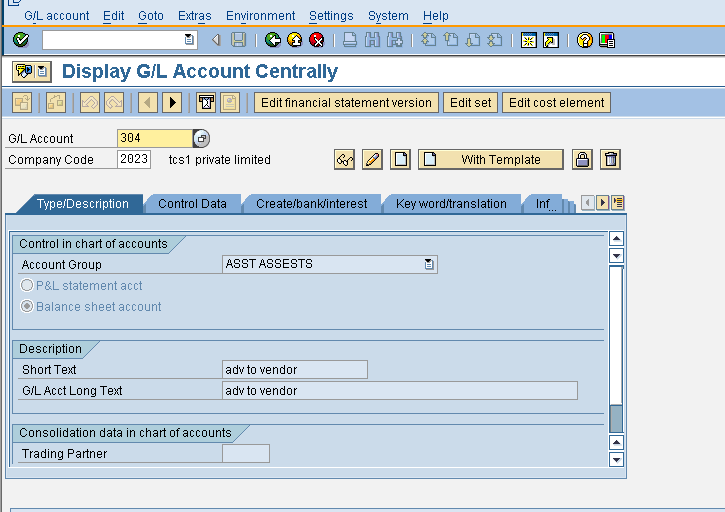 G/L account Edit Goto Extras Environment Settings System Help
Display G/L Account Centrally
Edit financial statement version Edit set Edit cost element
G/L Account 304
Company Code 2023 tcs1 private limited With Template
Type/Description Control Data Create/bank/interest Key word/translation Inf...
Control in chart of accounts
Account Group ASST ASSESTS
P&L statement acct
Balance sheet account
Description
Short Text adv to vendor
G/L Acct Long Text adv to vendor
Consolidation data in chart of accounts
Trading Partner